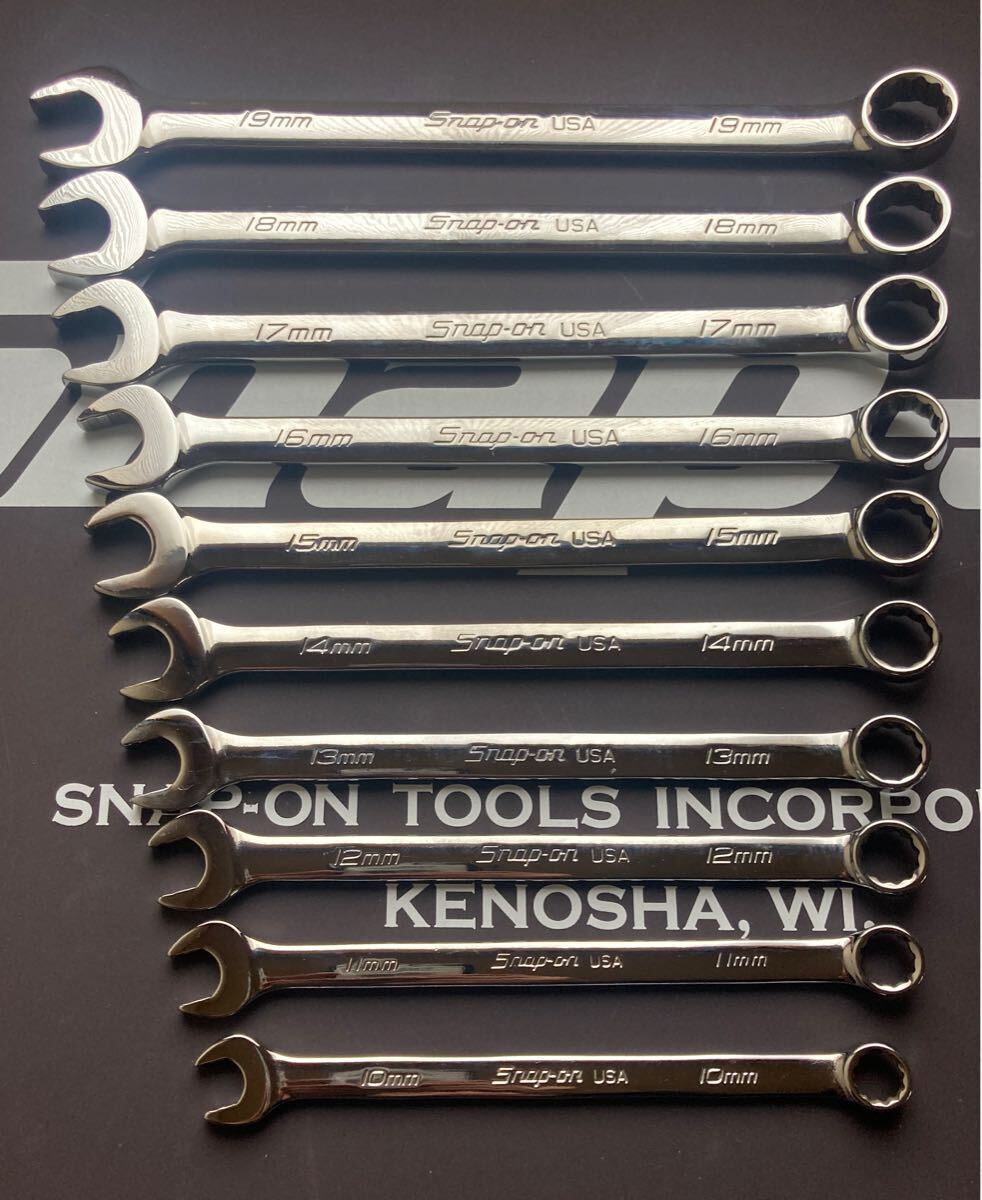 19mm Snap-on USA 19mm
18mm Snap-on USA 18mm
17mm Snap-on USA 17mm
16mm Snap-on USA 16mm
15mm Snap-on USA 15mm
14mm Snap-on USA 14mm
13mm Snap-on USA 13mm
SNAP-ON TOOLS INCORPO
12mm Snap-on USA 12mm
KENOSHA, WI.
11mm Snap-on USA 11mm
10mm Snap-on USA 10mm